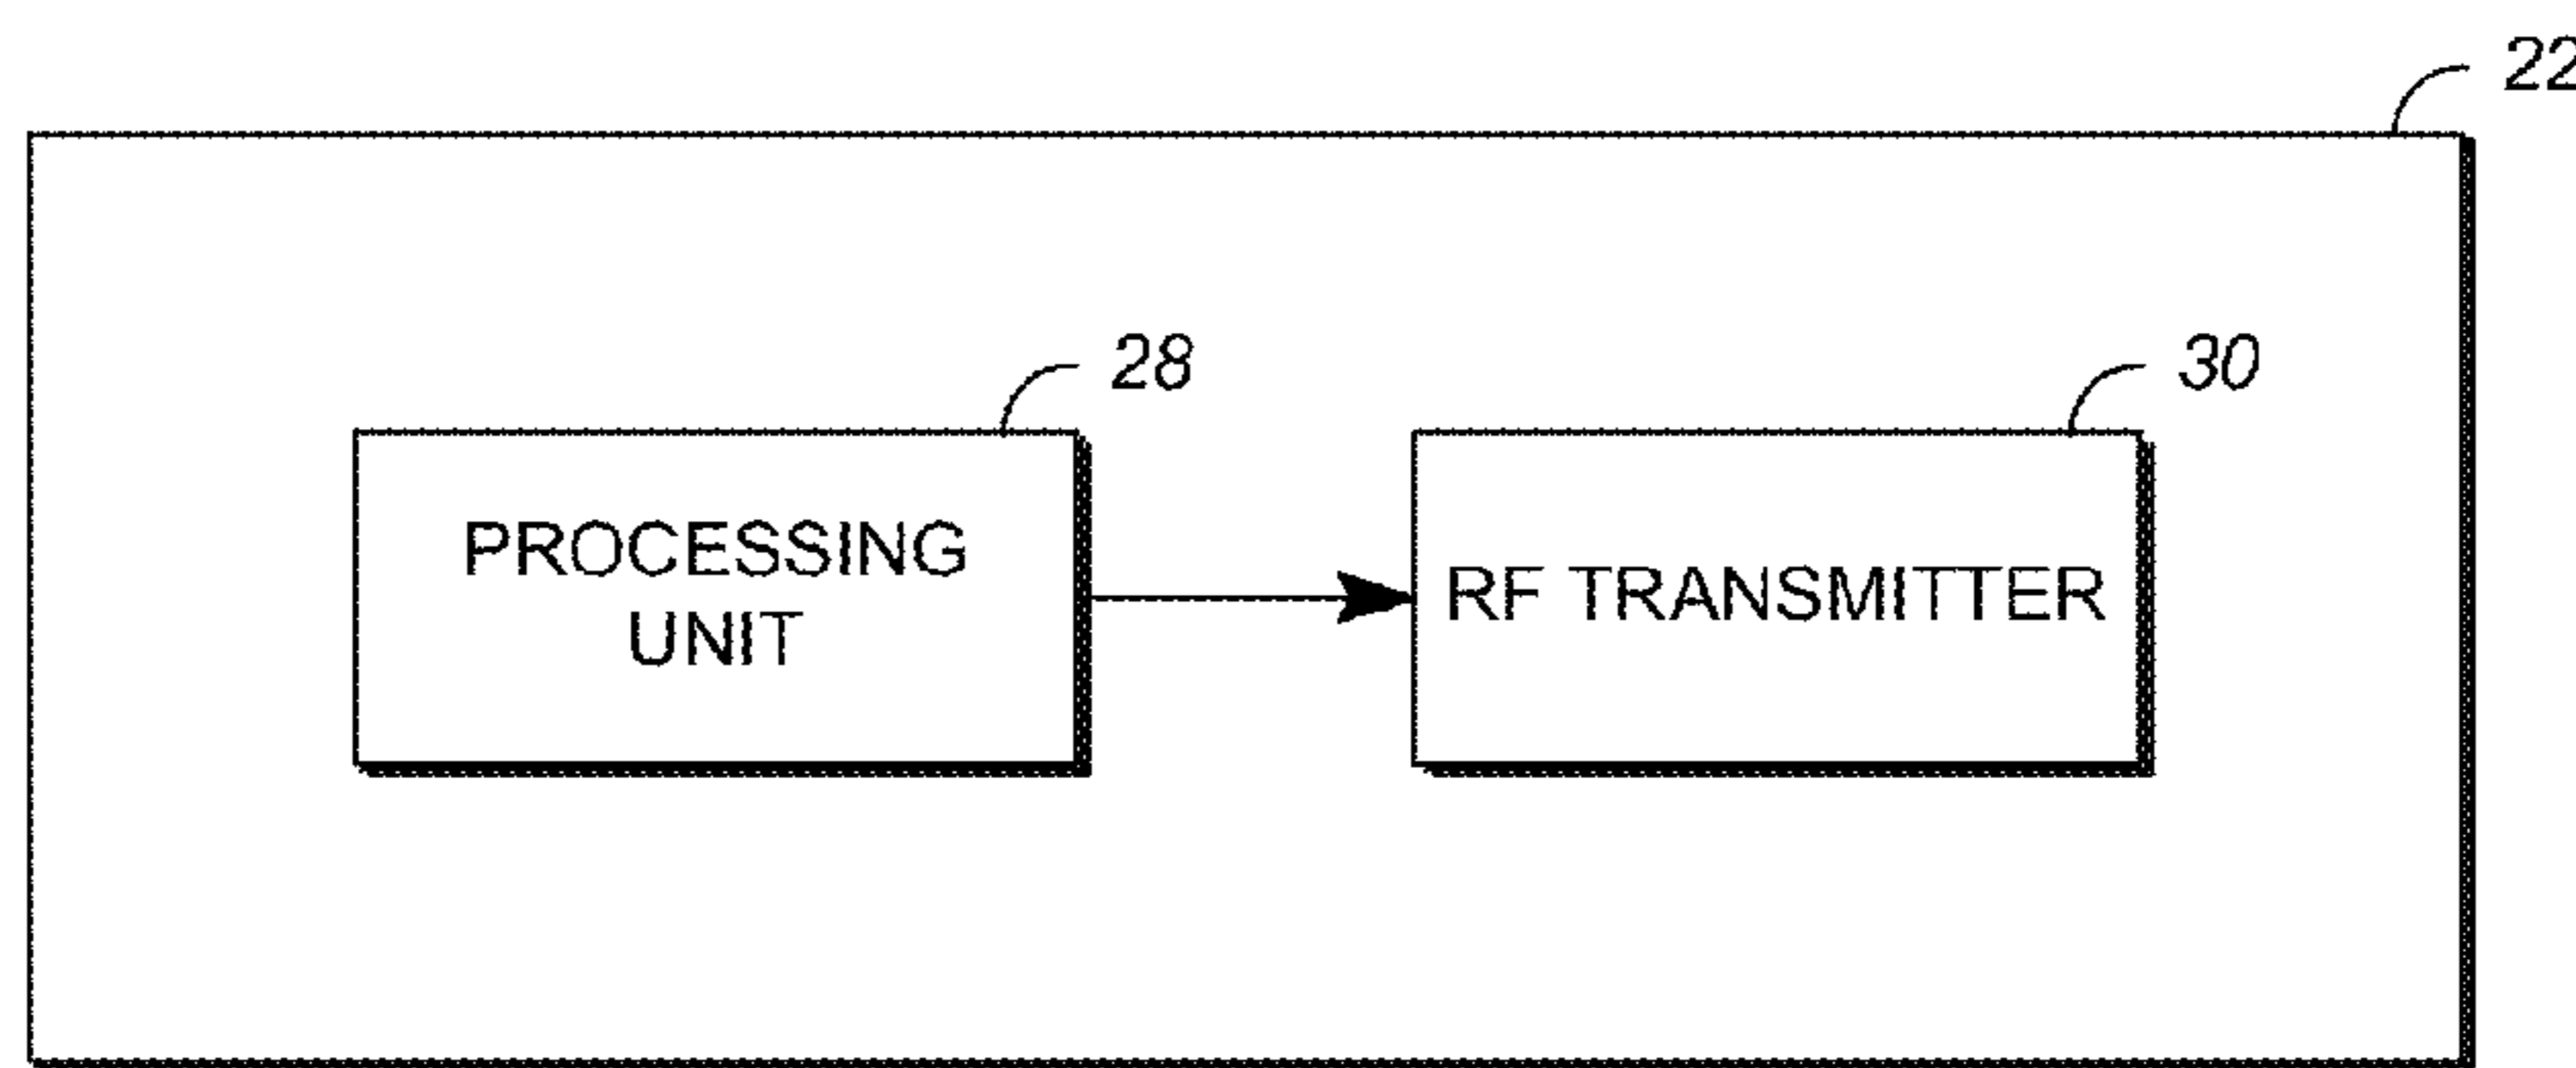 22
28
30
PROCESSING
UNIT
RF TRANSMITTER